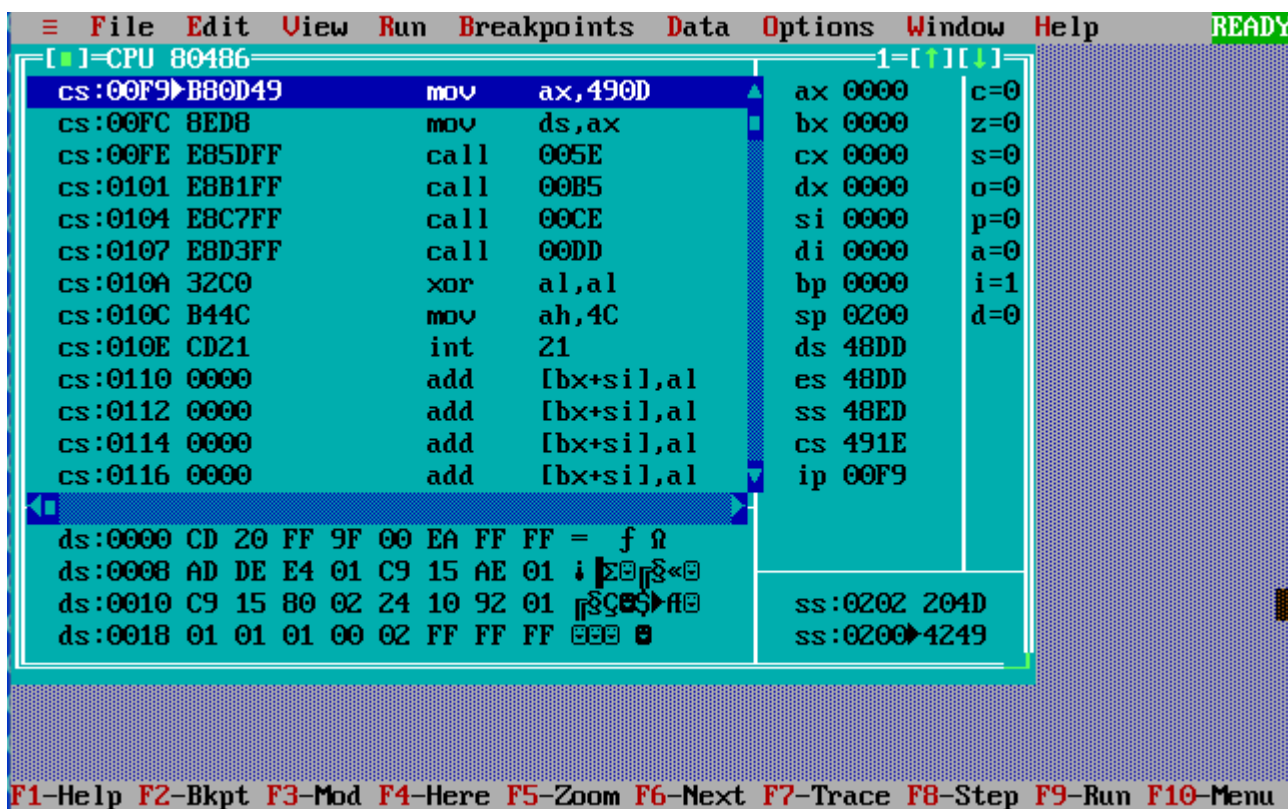 ≡ File Edit View Run Breakpoints Data Options Window Help READY
[■]=CPU 80486 1=[↑][↓]
cs:00F9►B80D49 mov ax,490D ax 0000 c=0
cs:00FC 8ED8 mov ds,ax bx 0000 z=0
cs:00FE E85DFF call 005E cx 0000 s=0
cs:0101 E8B1FF call 00B5 dx 0000 o=0
cs:0104 E8C7FF call 00CE si 0000 p=0
cs:0107 E8D3FF call 00DD di 0000 a=0
cs:010A 32C0 xor al,al bp 0000 i=1
cs:010C B44C mov ah,4C sp 0200 d=0
cs:010E CD21 int 21 ds 48DD
cs:0110 0000 add [bx+si],al es 48DD
cs:0112 0000 add [bx+si],al ss 48ED
cs:0114 0000 add [bx+si],al cs 491E
cs:0116 0000 add [bx+si],al ip 00F9
ds:0000 CD 20 FF 9F 00 EA FF FF = ƒ Ω
ds:0008 AD DE E4 01 C9 15 AE 01 ¡▐Σ☺╔§«☺
ds:0010 C9 15 80 02 24 10 92 01 ╔§Ç☻$►Æ☺ ss:0202 204D
ds:0018 01 01 01 00 02 FF FF FF ☺☺☺ ☻ ss:0200►4249
F1-Help F2-Bkpt F3-Mod F4-Here F5-Zoom F6-Next F7-Trace F8-Step F9-Run F10-Menu